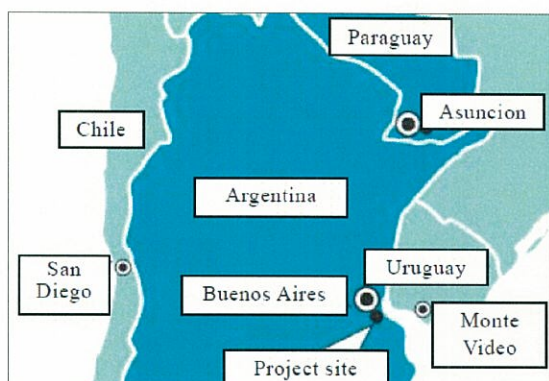 Paraguay
Asuncion
Chile
Argentina
San
Diego
Uruguay
Buenos Aires
Monte
Video
Project site